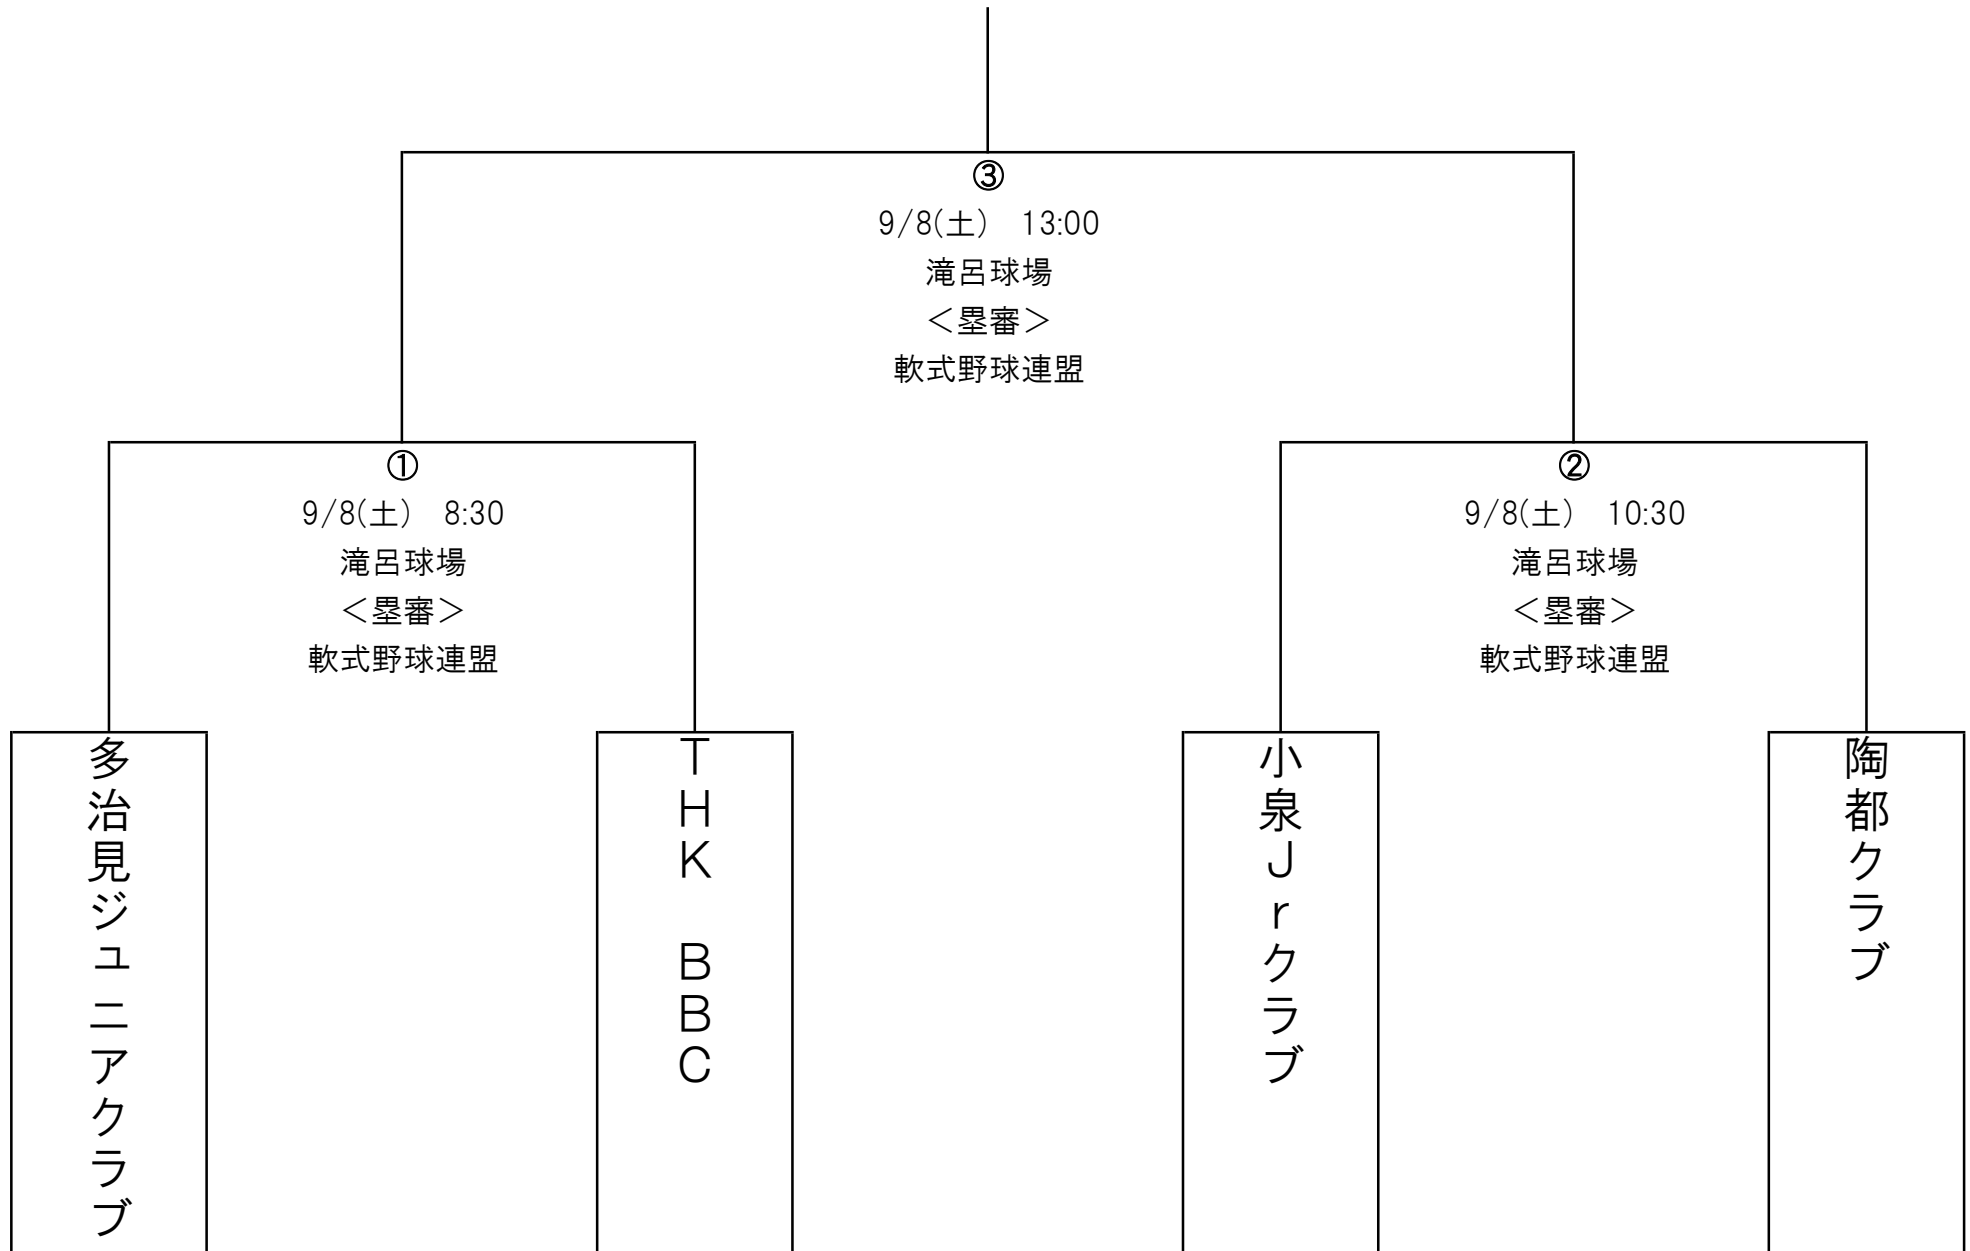 ③
9/8(土)　13:00
滝呂球場
＜塁審＞
軟式野球連盟
①
9/8(土)　8:30
滝呂球場
＜塁審＞
軟式野球連盟
②
9/8(土)　10:30
滝呂球場
＜塁審＞
軟式野球連盟
多治見ジュニアクラブ
ＴＨＫ　ＢＢＣ
小泉Ｊｒクラブ
陶都クラブ